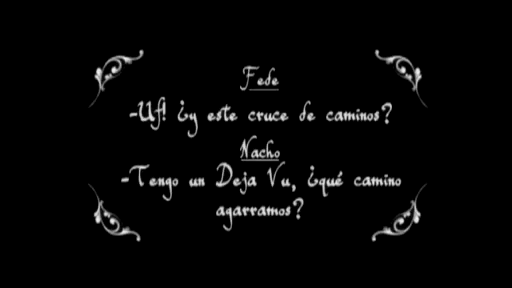 Fede
-Uf! ¿y este cruce de caminos?
Nacho
-Tengo un Deja Vu, ¿qué camino
agarramos?